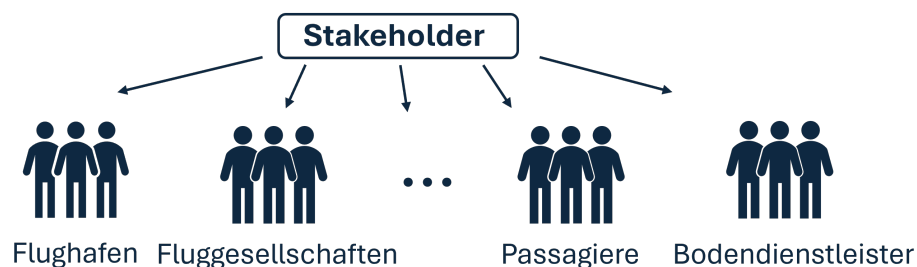 Stakeholder
...
Flughafen Fluggesellschaften Passagiere Bodendienstleister